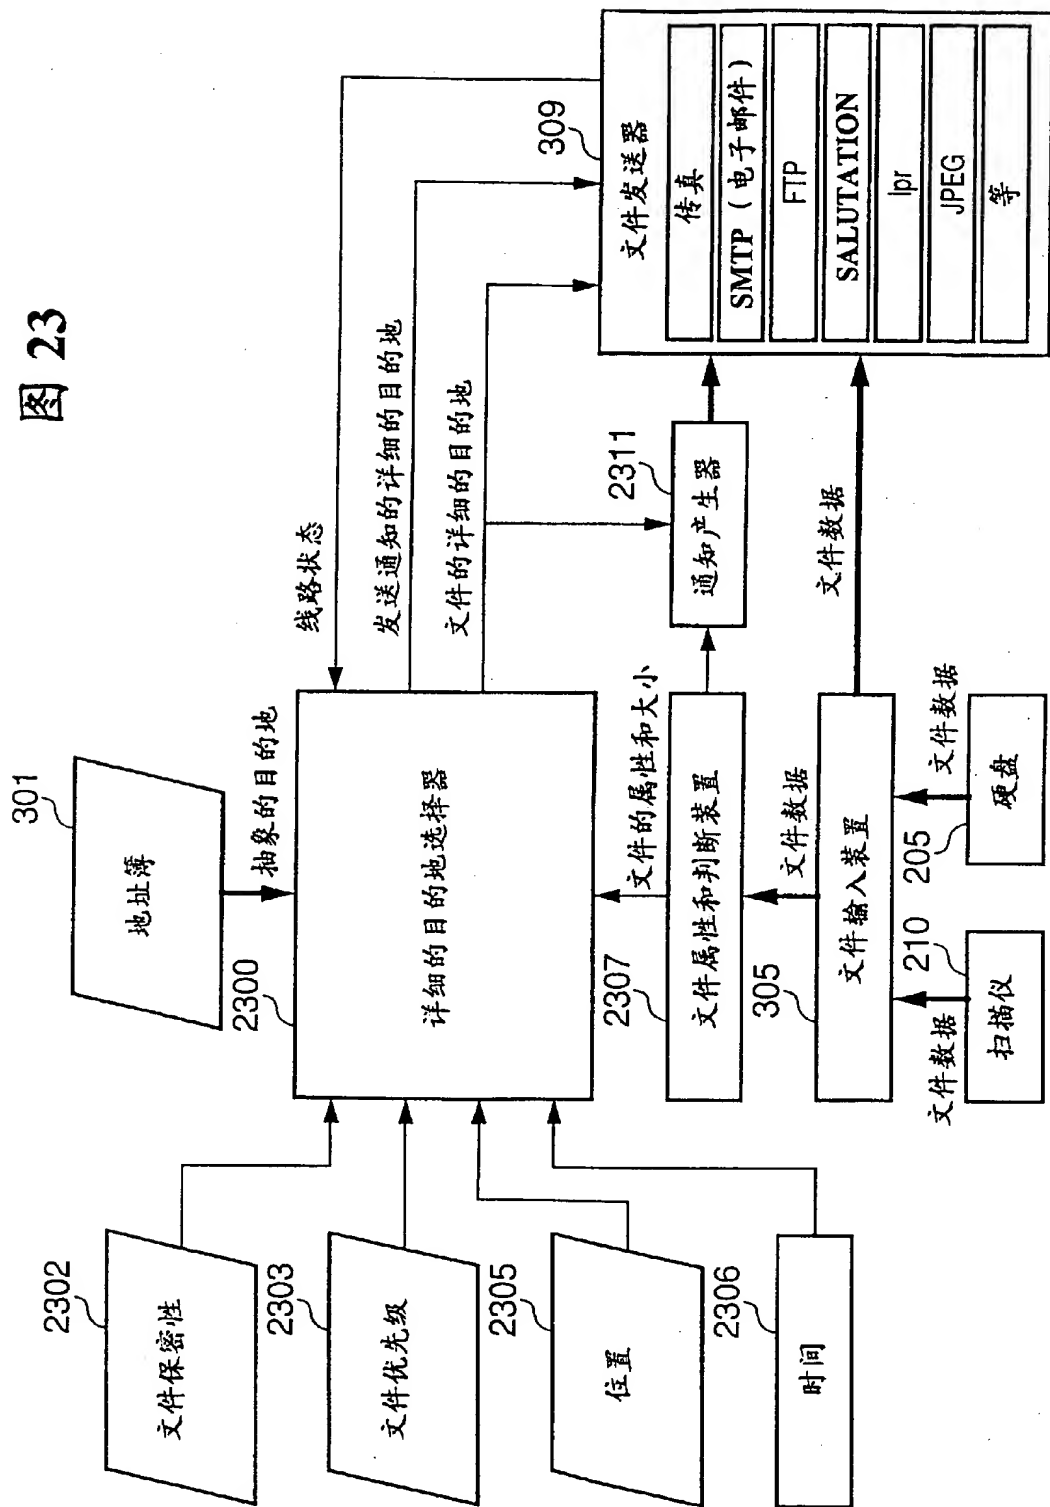 图 23
301
地址簿
抽象的目的地
2302
文件保密性
2303
文件优先级
2305
位置
2306
时间
2300
详细的目的地选择器
线路状态
发送通知的详细的目的地
文件的详细的目的地
文件的属性和大小
2307
文件属性和判断装置
文件数据
305
文件输入装置
文件数据
210
扫描仪
文件数据
205
硬盘
文件数据
2311
通知产生器
309
文件发送器
传真
SMTP（电子邮件）
FTP
SALUTATION
lpr
JPEG
等